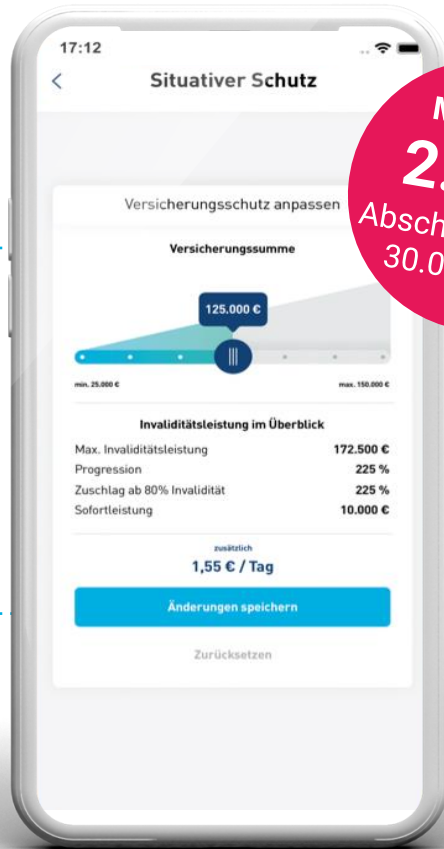 17:12
Situativer Schutz
2.
30.0
Versicherungsschutz anpassen
Versicherungssumme
125.000 €
min. 25.000 € max. 150.000 €
Invaliditätsleistung im Überblick
Max. Invaliditätsleistung 172.500 €
Progression 225 %
Zuschlag ab 80% Invalidität 225 %
Sofortleistung 10.000 €
zusätzlich
1,55 € / Tag
Änderungen speichern
Zurücksetzen